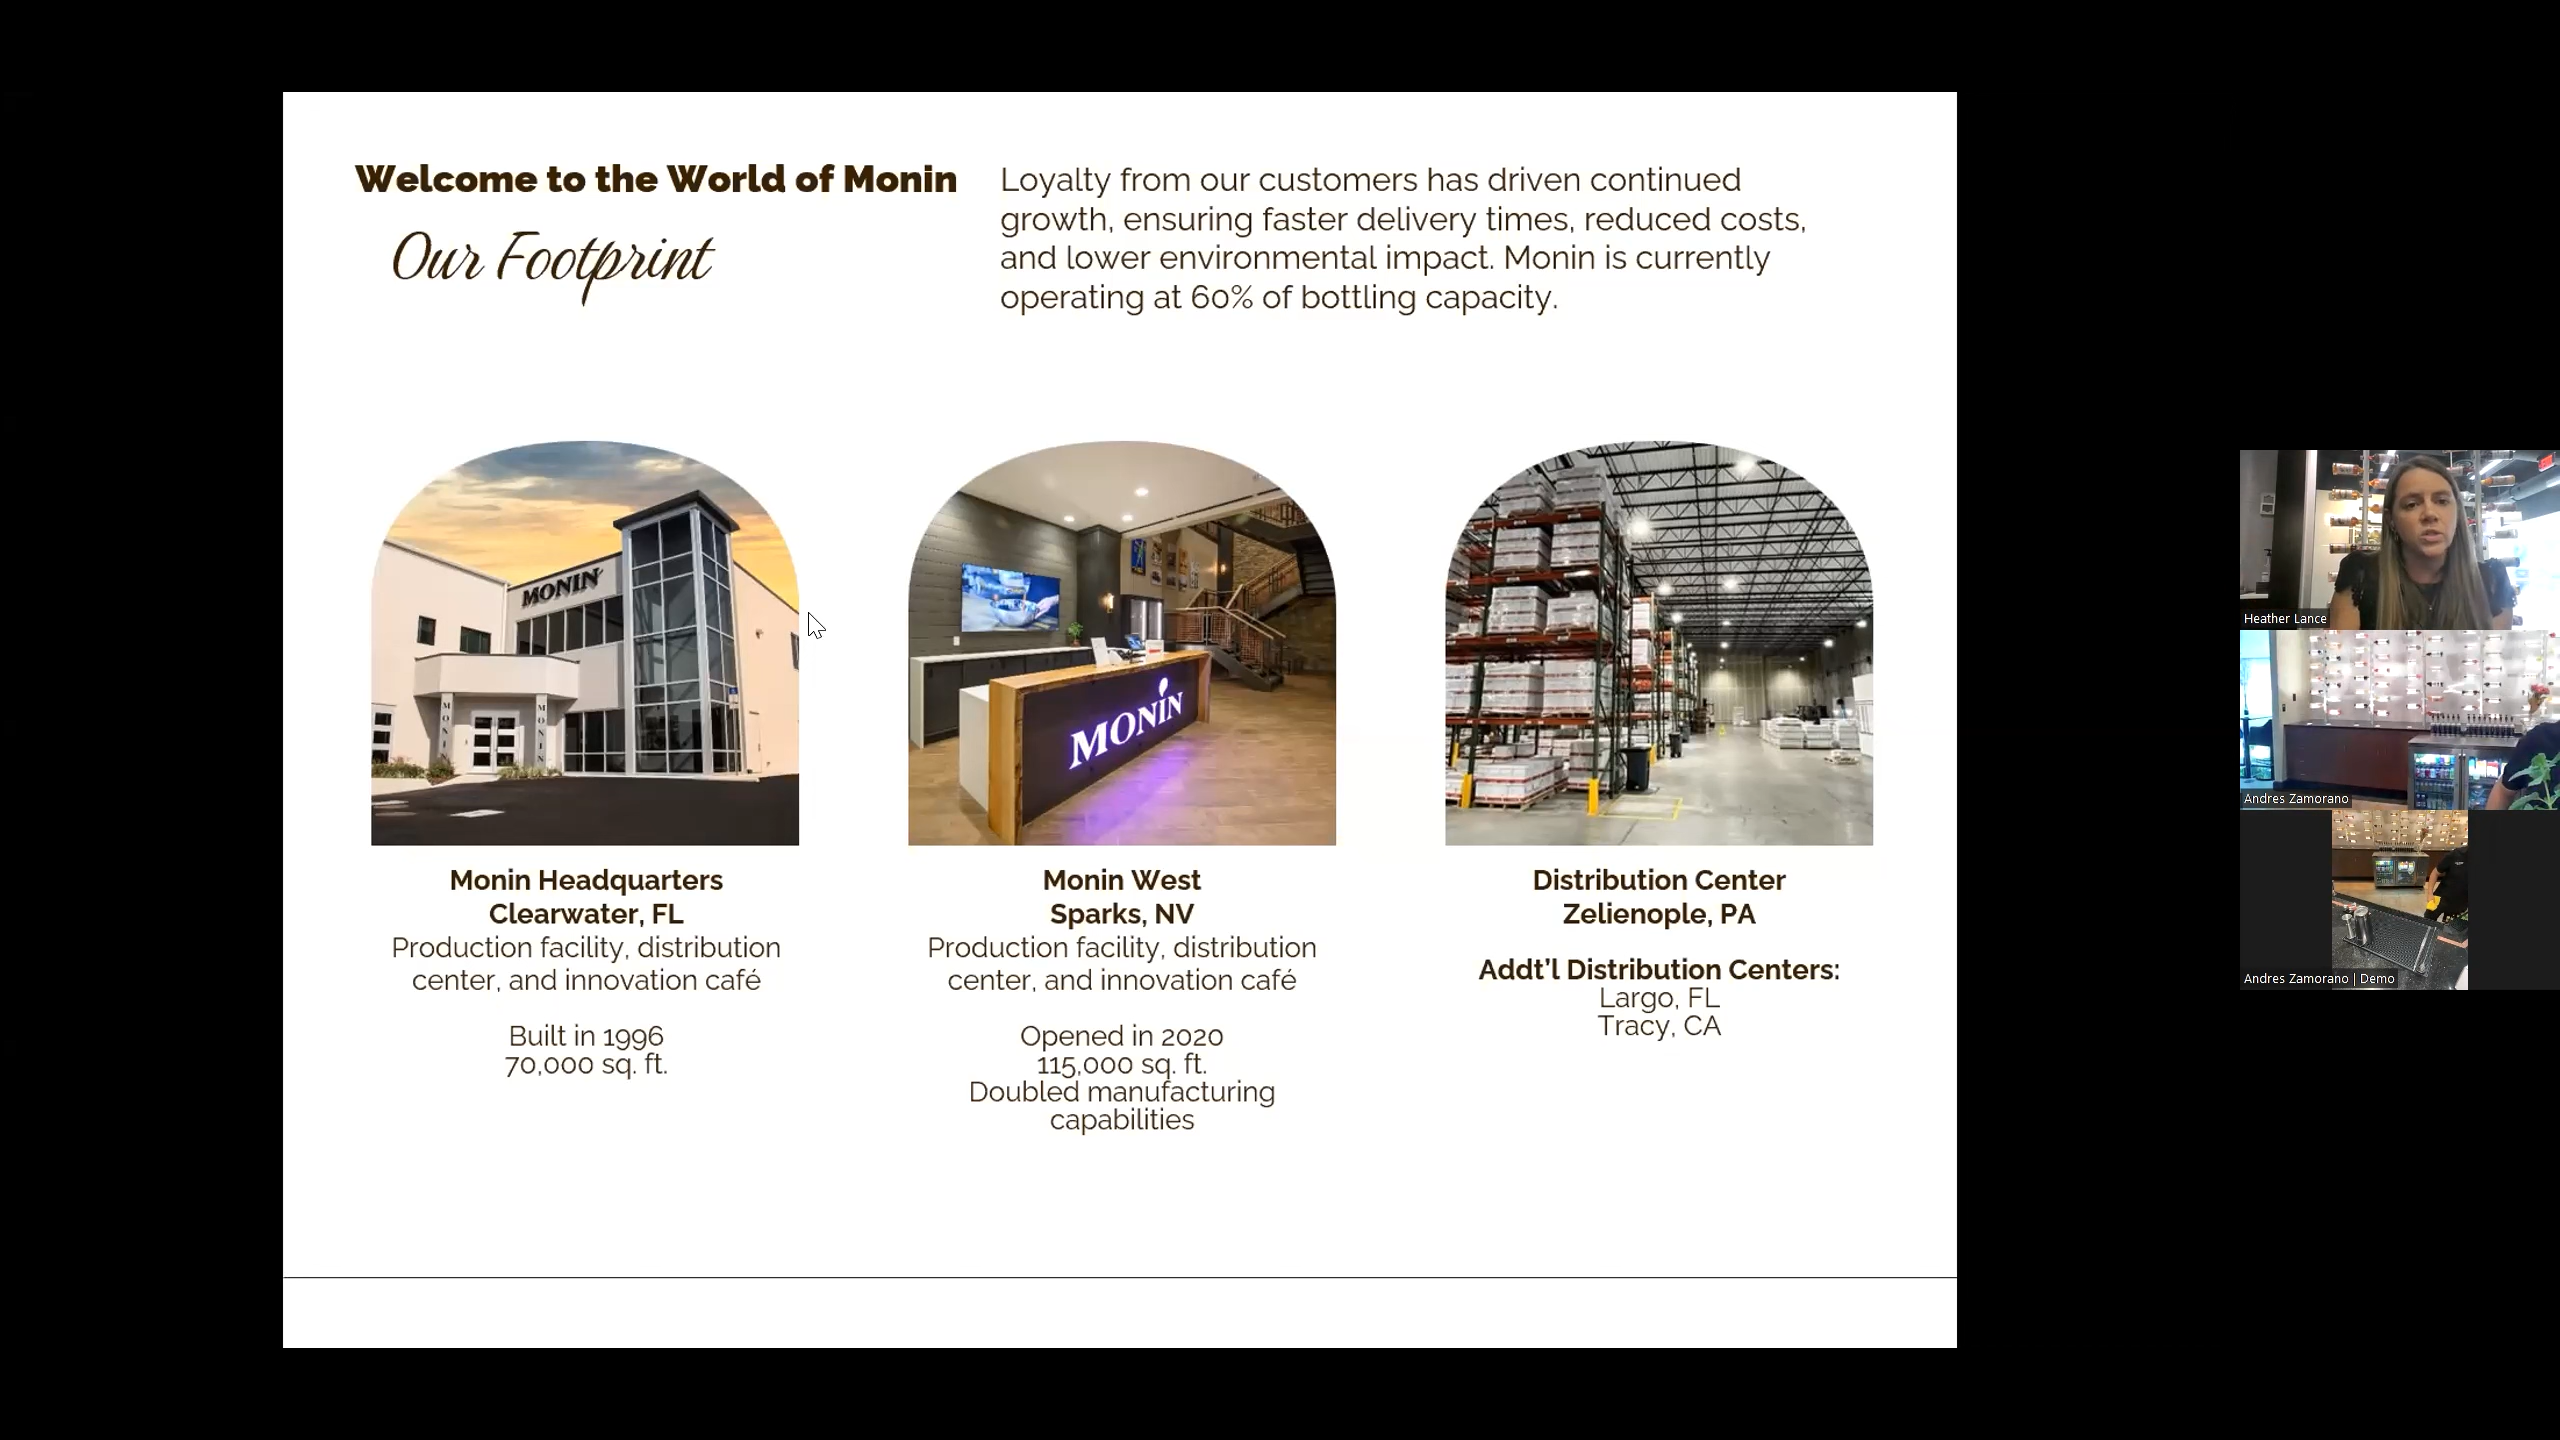 Welcome to the World of Monin
Our Footprint
Loyalty from our customers has driven continued
growth, ensuring faster delivery times, reduced costs,
and lower environmental impact. Monin is currently
operating at 60% of bottling capacity.
MONIN
MONIN
MONIN
MONIN
Monin Headquarters
Clearwater, FL
Production facility, distribution
center, and innovation café
Built in 1996
70,000 sq. ft.
Monin West
Sparks, NV
Production facility, distribution
center, and innovation café
Opened in 2020
115,000 sq. ft.
Doubled manufacturing
capabilities
Distribution Center
Zelienople, PA
Addt'l Distribution Centers:
Largo, FL
Tracy, CA
Heather Lance
Andres Zamorano
Andres Zamorano | Demo